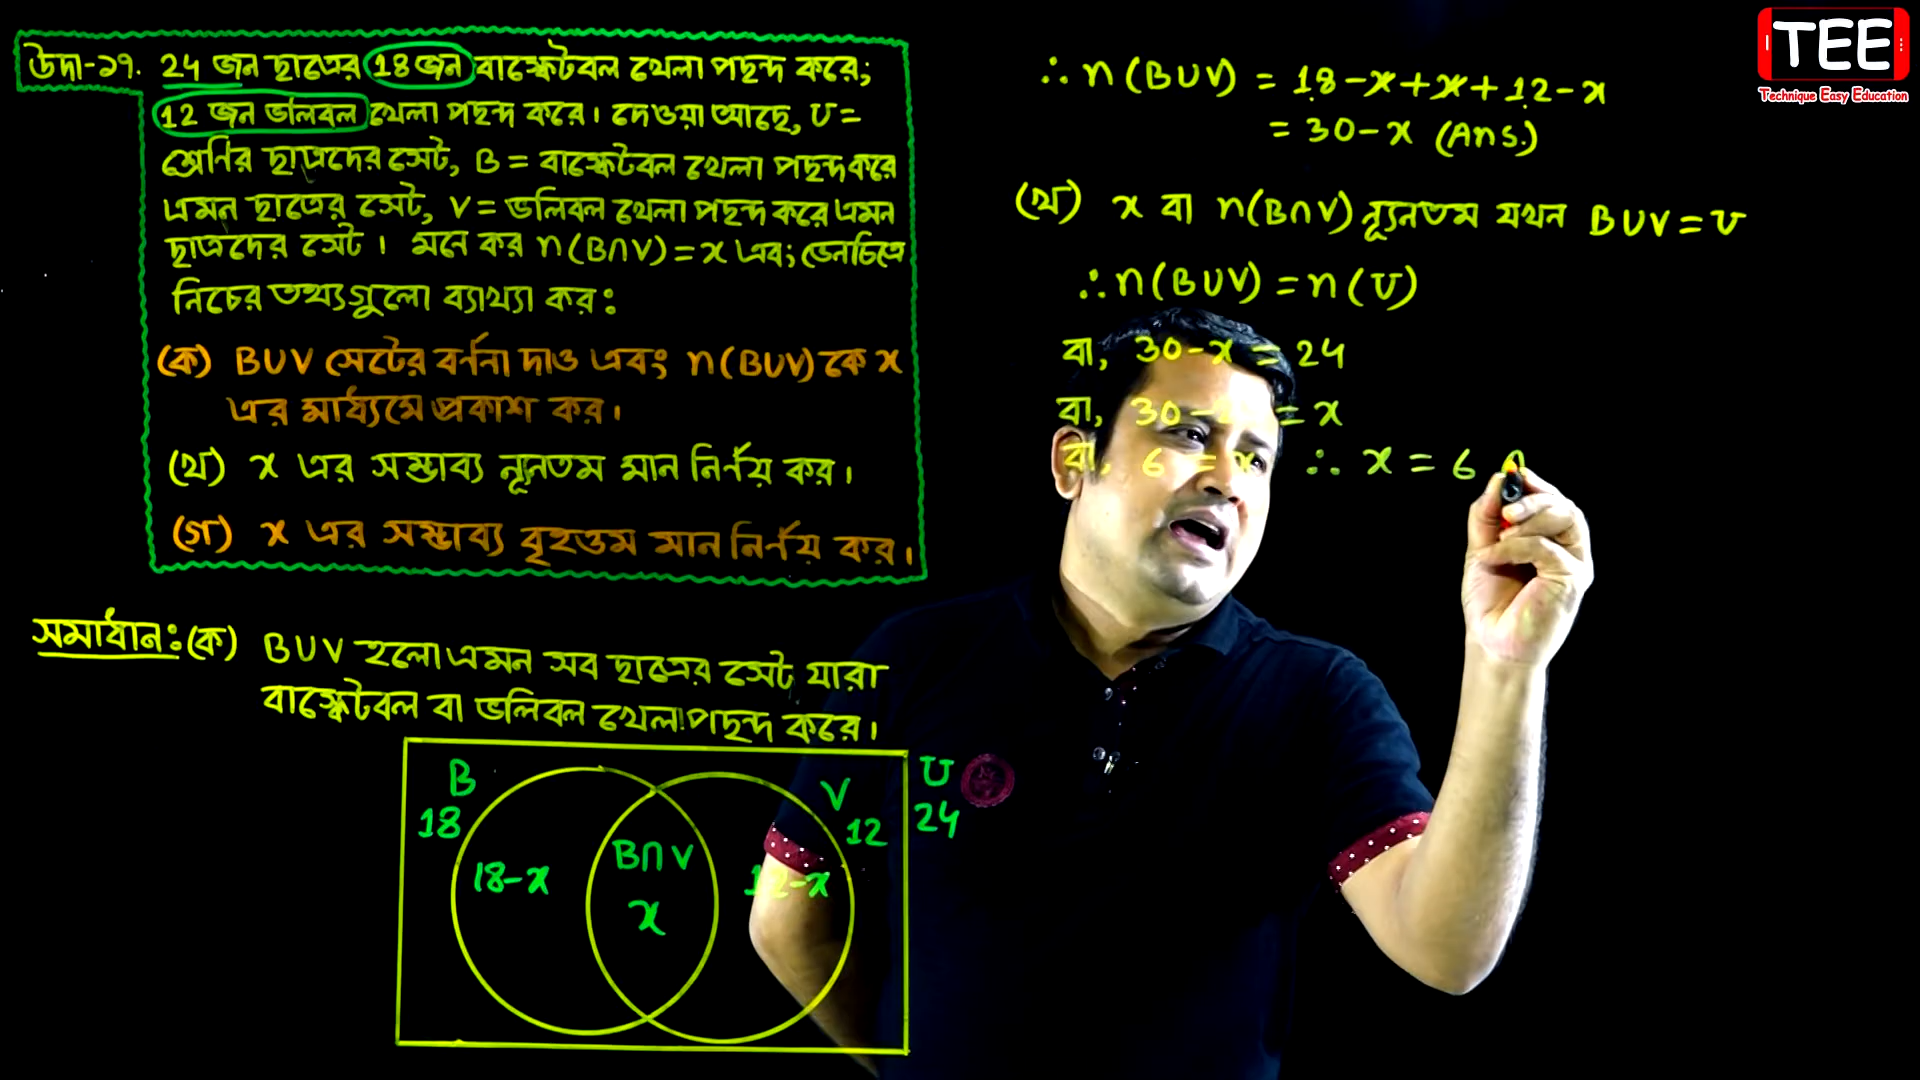 উদা-১৭. 24 জন ছাত্রের 18 জন বাস্কেটবল খেলা পছন্দ করে;
12 জন ভলিবল খেলা পছন্দ করে। দেওয়া আছে, U =
শ্রেণির ছাত্রদের সেট, B = বাস্কেটবল খেলা পছন্দ করে
এমন ছাত্রের সেট, V = ভলিবল খেলা পছন্দ করে এমন
ছাত্রদের সেট। মনে কর n(B∩V) = x এবং; ভেনচিত্রে
নিচের তথ্যগুলো ব্যাখ্যা কর:
(ক) B∪V সেটের বর্ণনা দাও এবং n(B∪V) কে x
এর মাধ্যমে প্রকাশ কর।
(খ) x এর সম্ভাব্য ন্যূনতম মান নির্ণয় কর।
(গ) x এর সম্ভাব্য বৃহত্তম মান নির্ণয় কর।
সমাধান: (ক) B∪V হলো এমন সব ছাত্রের সেট যারা
বাস্কেটবল বা ভলিবল খেলা পছন্দ করে।
B
18
V
12
U
24
18-x
B∩V
x
12-x
∴ n(B∪V) = 18-x+x+12-x
= 30-x (Ans.)
(খ) x বা n(B∩V) ন্যূনতম যখন B∪V = U
∴ n(B∪V) = n(U)
বা, 30-x = 24
বা, 30- = x
বা, 6 = x ∴ x = 6
TEE
Technique Easy Education